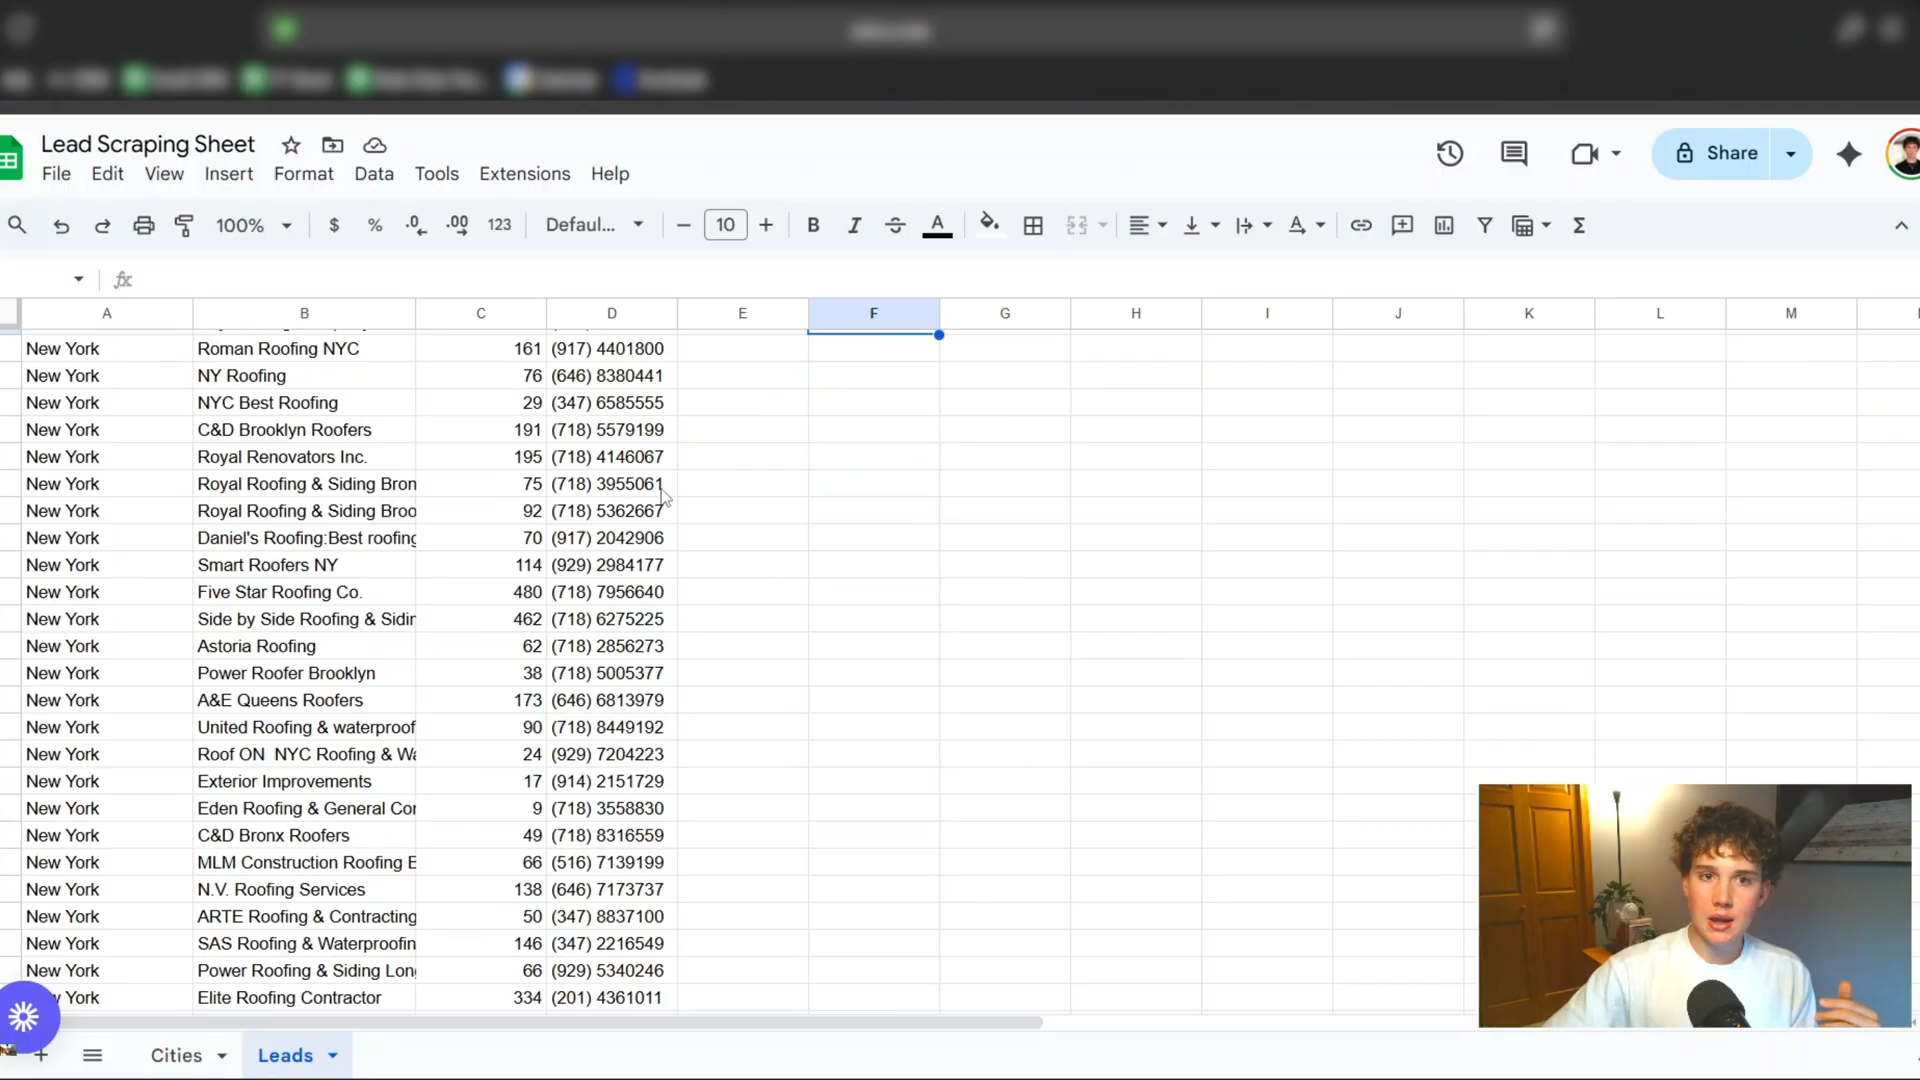 Lead Scraping Sheet
File Edit View Insert Format Data Tools Extensions Help
Share
100% $ % .0 .00 123 Defaul... 10 B I A
fx
A B C D E F G H I J K L M
New York Roman Roofing NYC 161 (917) 4401800
New York NY Roofing 76 (646) 8380441
New York NYC Best Roofing 29 (347) 6585555
New York C&D Brooklyn Roofers 191 (718) 5579199
New York Royal Renovators Inc. 195 (718) 4146067
New York Royal Roofing & Siding Bron 75 (718) 3955061
New York Royal Roofing & Siding Broo 92 (718) 5362667
New York Daniel's Roofing:Best roofing 70 (917) 2042906
New York Smart Roofers NY 114 (929) 2984177
New York Five Star Roofing Co. 480 (718) 7956640
New York Side by Side Roofing & Sidin 462 (718) 6275225
New York Astoria Roofing 62 (718) 2856273
New York Power Roofer Brooklyn 38 (718) 5005377
New York A&E Queens Roofers 173 (646) 6813979
New York United Roofing & waterproof 90 (718) 8449192
New York Roof ON NYC Roofing & Wa 24 (929) 7204223
New York Exterior Improvements 17 (914) 2151729
New York Eden Roofing & General Con 9 (718) 3558830
New York C&D Bronx Roofers 49 (718) 8316559
New York MLM Construction Roofing E 66 (516) 7139199
New York N.V. Roofing Services 138 (646) 7173737
New York ARTE Roofing & Contracting 50 (347) 8837100
New York SAS Roofing & Waterproofin 146 (347) 2216549
New York Power Roofing & Siding Lon 66 (929) 5340246
y York Elite Roofing Contractor 334 (201) 4361011
Cities Leads